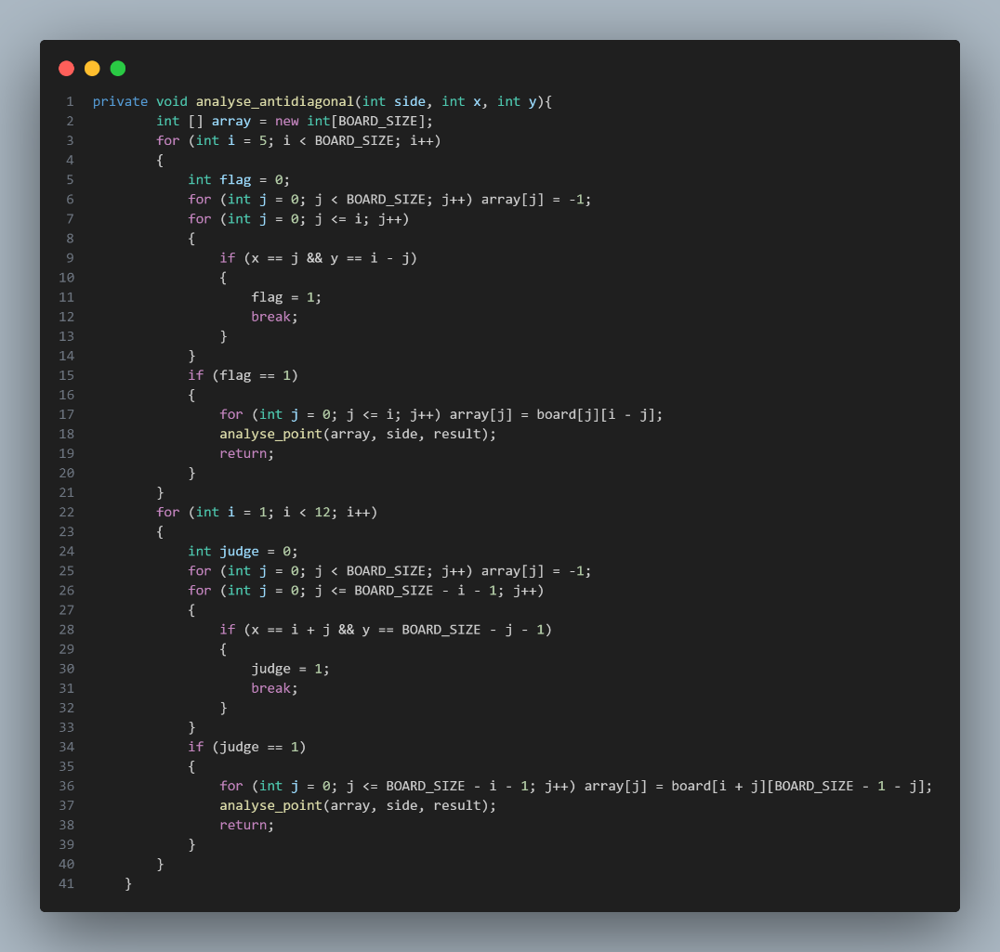 1 private void analyse_antidiagonal(int side, int x, int y){
2         int [] array = new int[BOARD_SIZE];
3         for (int i = 5; i < BOARD_SIZE; i++)
4         {
5             int flag = 0;
6             for (int j = 0; j < BOARD_SIZE; j++) array[j] = -1;
7             for (int j = 0; j <= i; j++)
8             {
9                 if (x == j && y == i - j)
10                 {
11                     flag = 1;
12                     break;
13                 }
14             }
15             if (flag == 1)
16             {
17                 for (int j = 0; j <= i; j++) array[j] = board[j][i - j];
18                 analyse_point(array, side, result);
19                 return;
20             }
21         }
22         for (int i = 1; i < 12; i++)
23         {
24             int judge = 0;
25             for (int j = 0; j < BOARD_SIZE; j++) array[j] = -1;
26             for (int j = 0; j <= BOARD_SIZE - i - 1; j++)
27             {
28                 if (x == i + j && y == BOARD_SIZE - j - 1)
29                 {
30                     judge = 1;
31                     break;
32                 }
33             }
34             if (judge == 1)
35             {
36                 for (int j = 0; j <= BOARD_SIZE - i - 1; j++) array[j] = board[i + j][BOARD_SIZE - 1 - j];
37                 analyse_point(array, side, result);
38                 return;
39             }
40         }
41     }